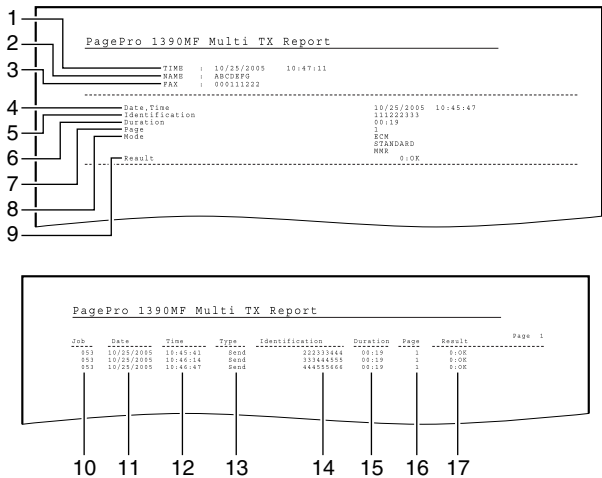 PagePro 1390MF Multi TX Report
1 TIME : 10/25/2005 10:47:11
2 NAME : ABCDEFG
3 FAX : 000111222
4 Date,Time 10/25/2005 10:45:47
5 Identification 111222333
6 Duration 00:19
7 Page 1
8 Mode ECM
STANDARD
MMR
9 Result 0:OK
PagePro 1390MF Multi TX Report
Page 1
Job Date Time Type Identification Duration Page Result
053 10/25/2005 10:45:41 Send 222333444 00:19 1 0:OK
053 10/25/2005 10:46:14 Send 333444555 00:19 1 0:OK
053 10/25/2005 10:46:47 Send 444555666 00:19 1 0:OK
10 11 12 13 14 15 16 17